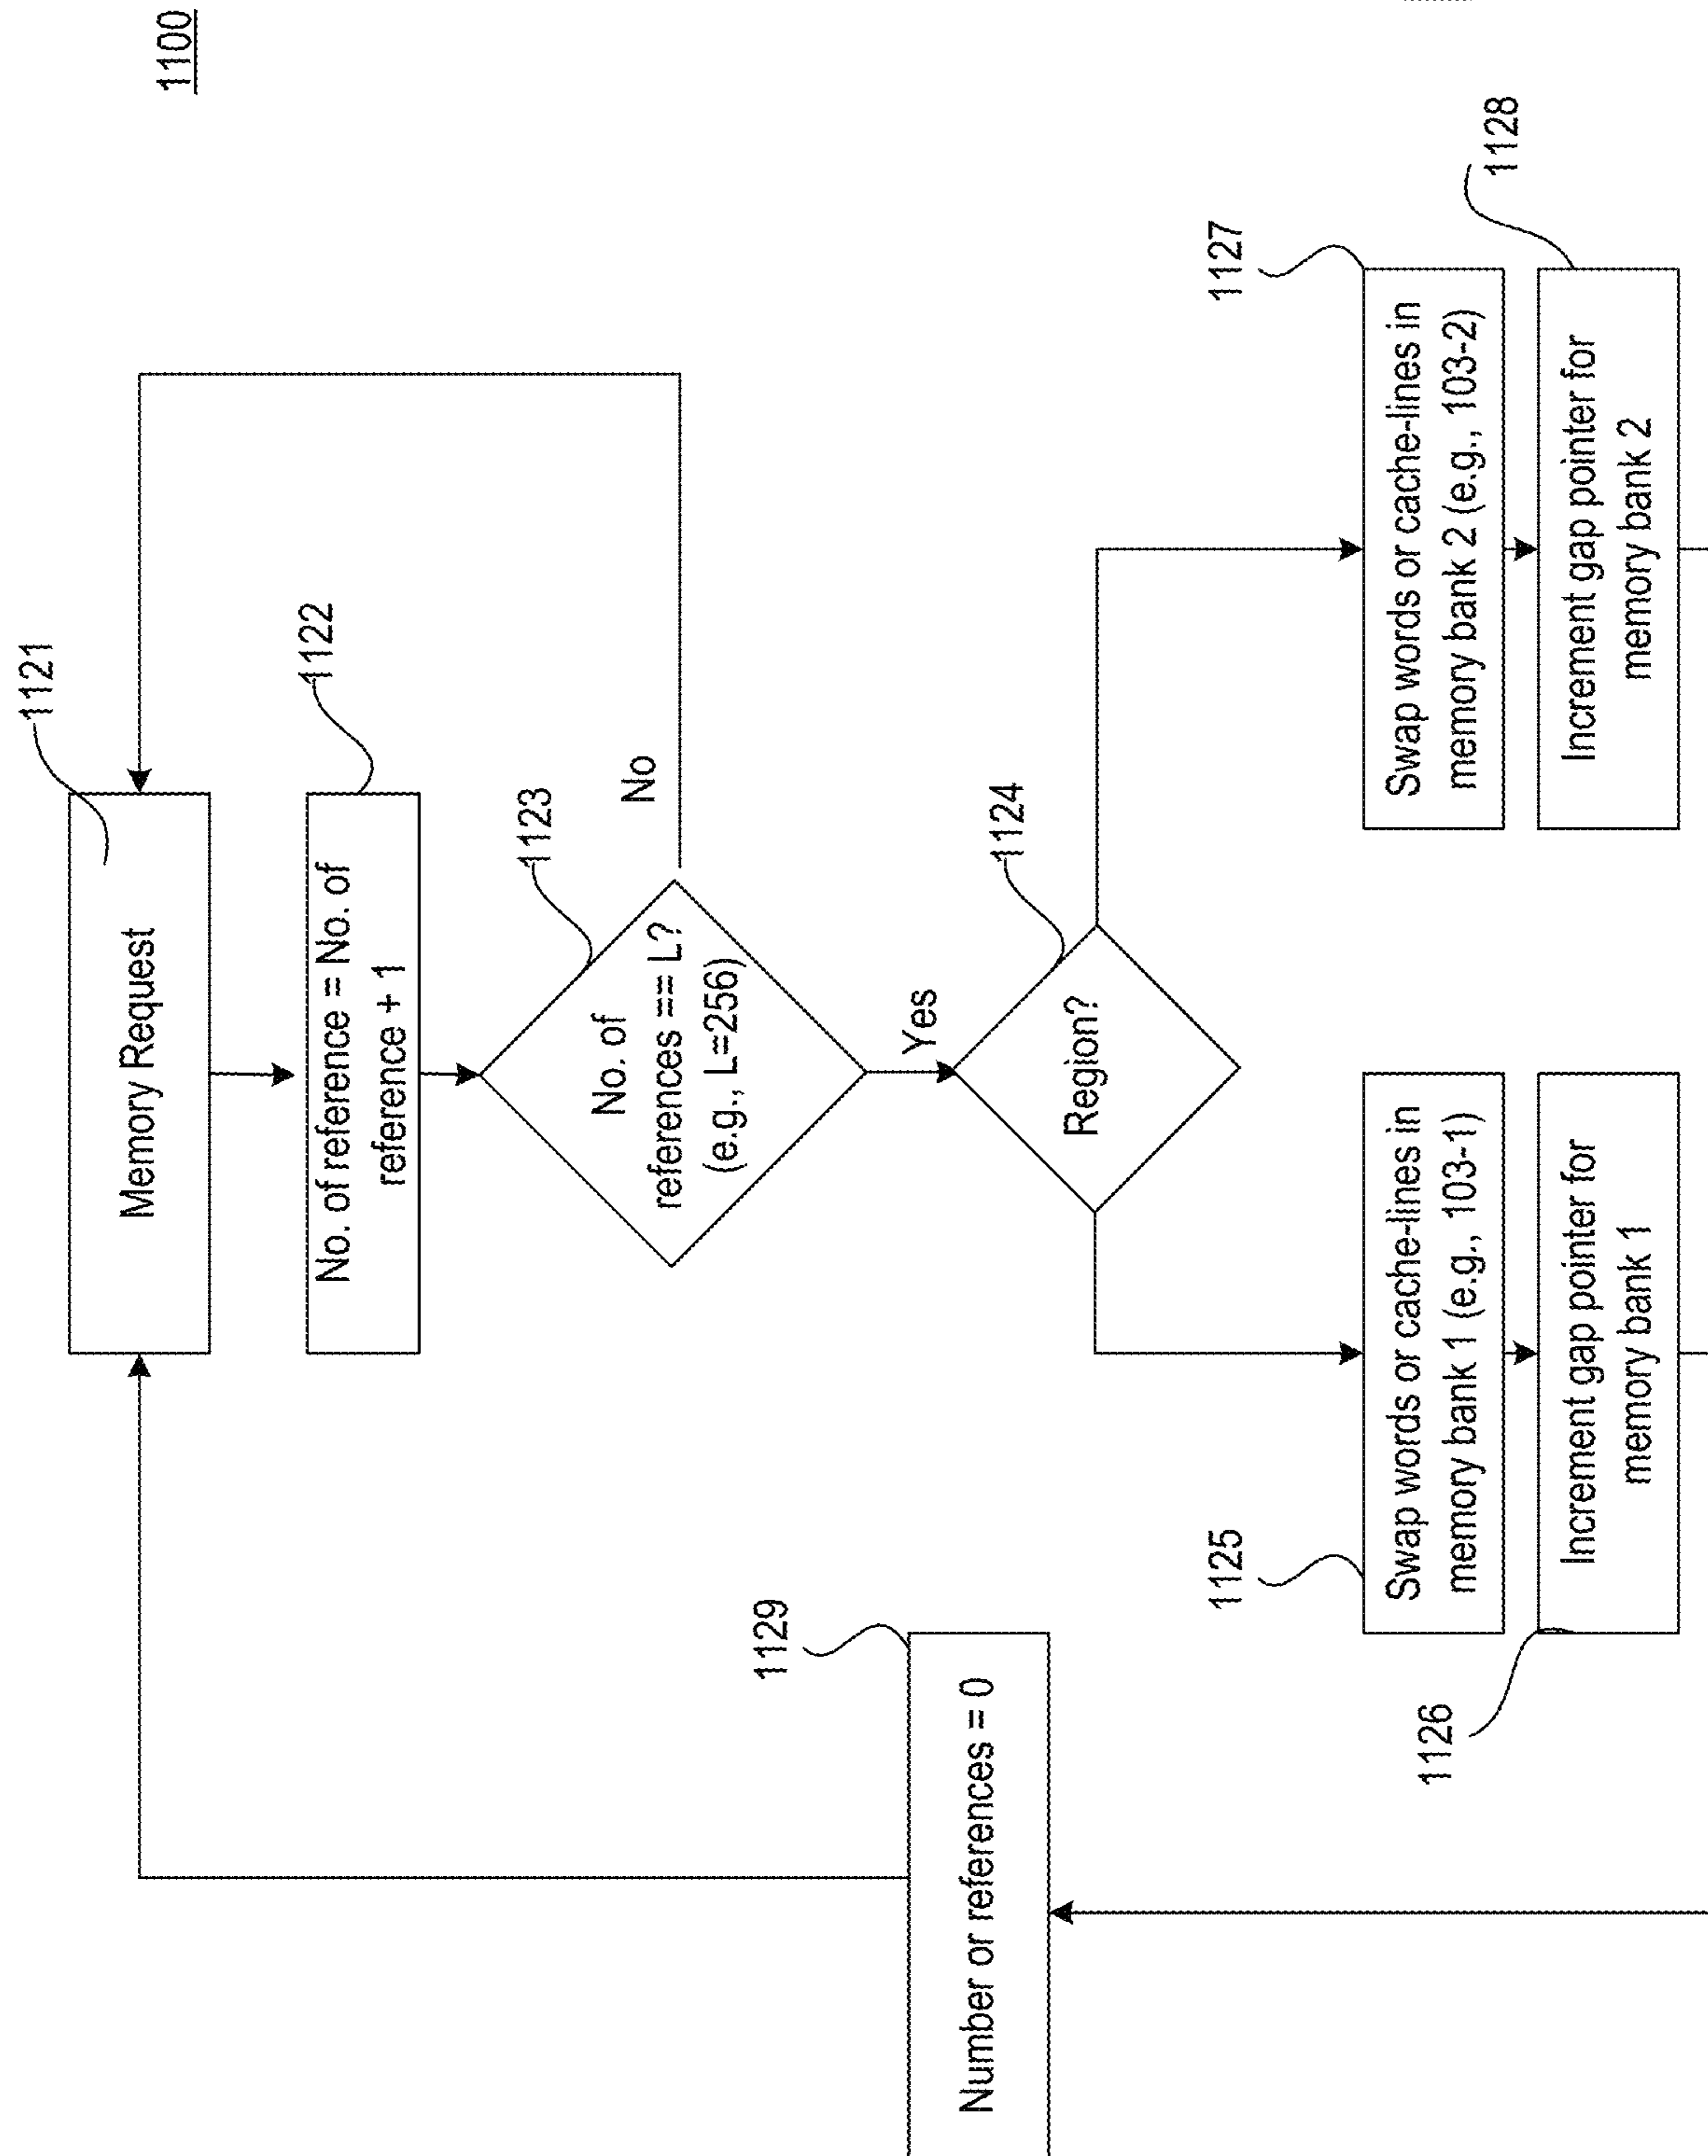 1100
1121
Memory Request
1122
No. of reference = No. of
reference + 1
1123
No. of
references == L?
(e.g., L=256)
No
Yes
1124
Region?
1125
Swap words or cache-lines in
memory bank 1 (e.g., 103-1)
1126
Increment gap pointer for
memory bank 1
1127
Swap words or cache-lines in
memory bank 2 (e.g., 103-2)
1128
Increment gap pointer for
memory bank 2
1129
Number or references = 0